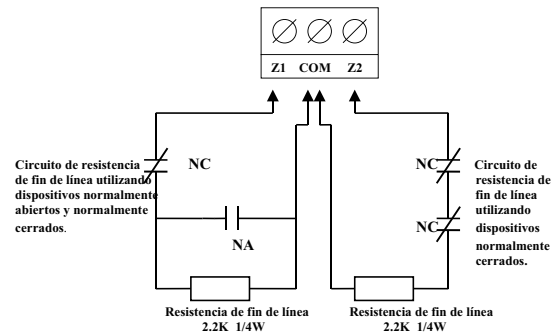 Z1 COM Z2
NC
Circuito de resistencia
de fin de línea utilizando
dispositivos normalmente
abiertos y normalmente
cerrados.
NA
Resistencia de fin de línea
2.2K 1/4W
NC
NC
Circuito de
resistencia de
fin de línea
utilizando
dispositivos
normalmente
cerrados.
Resistencia de fin de línea
2.2K 1/4W